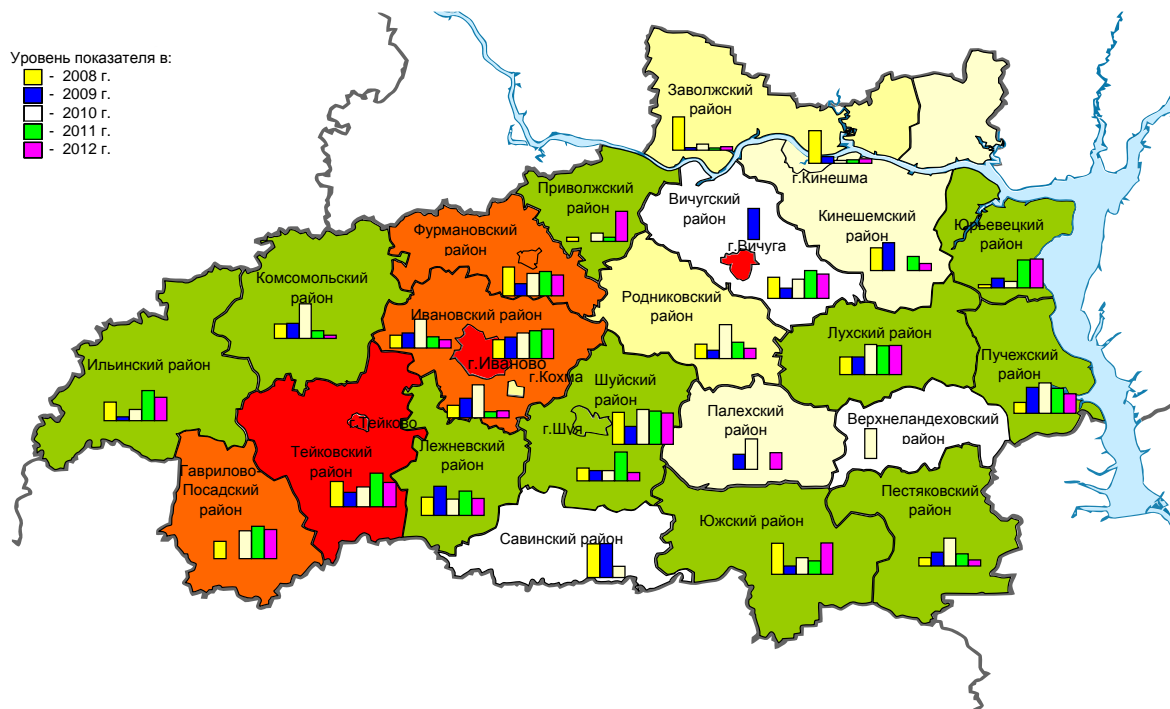 Уровень показателя в:
- 2008 г.
- 2009 г.
- 2010 г.
- 2011 г.
- 2012 г.
Заволжский
район
г.Кинешма
Приволжский
район
Вичугский
район
Кинешемский
район
Юрьевецкий
район
г.Вичуга
Фурмановский
район
Комсомольский
район
Родниковский
район
Ивановский район
г.Иваново
г.Кохма
Лухский район
Пучежский
район
Ильинский район
Шуйский
район
г.Шуя
Палехский
район
Верхнеландеховский
район
г.Тейково
Тейковский
район
Лежневский
район
Гаврилово-
Посадский
район
Пестяковский
район
Южский район
Савинский район